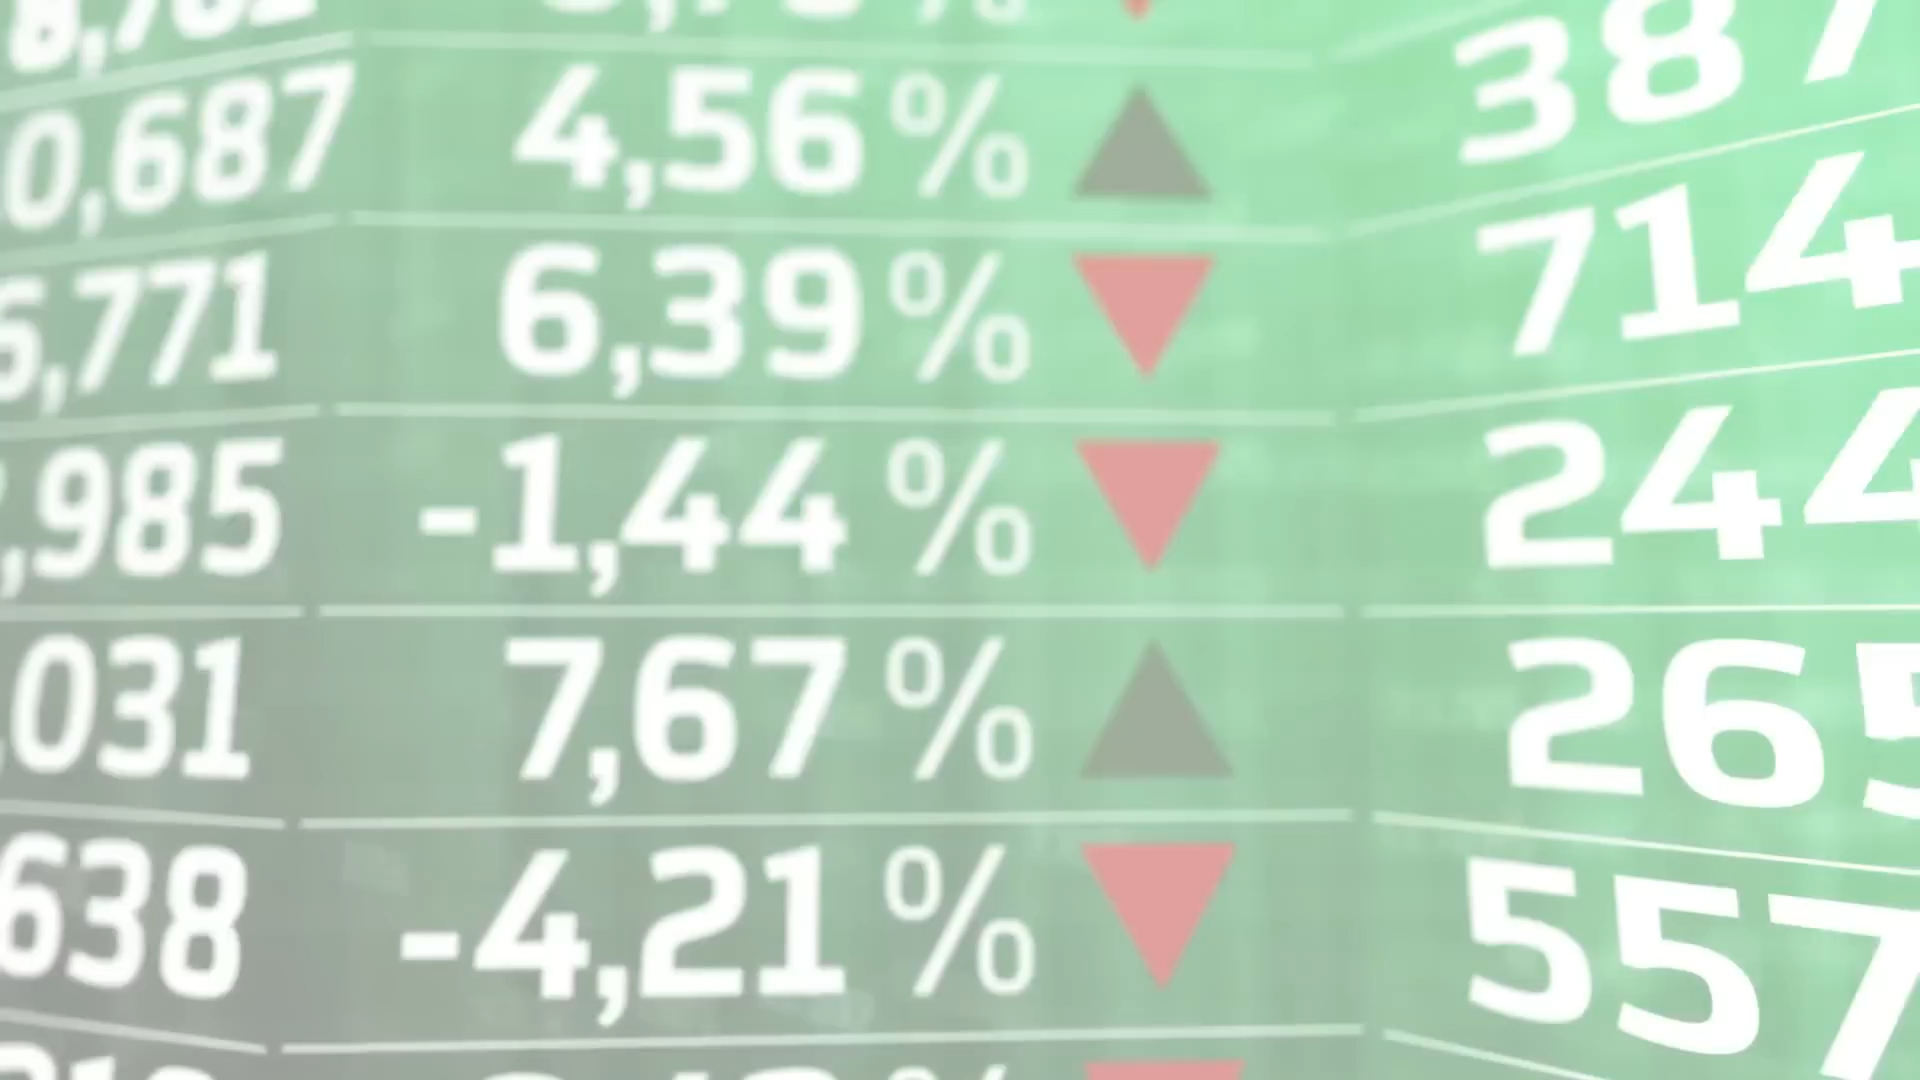 0,687 4,56 % 387
6,771 6,39 % 714
,985 -1,44 % 244
,031 7,67 % 265
638 -4,21 % 557